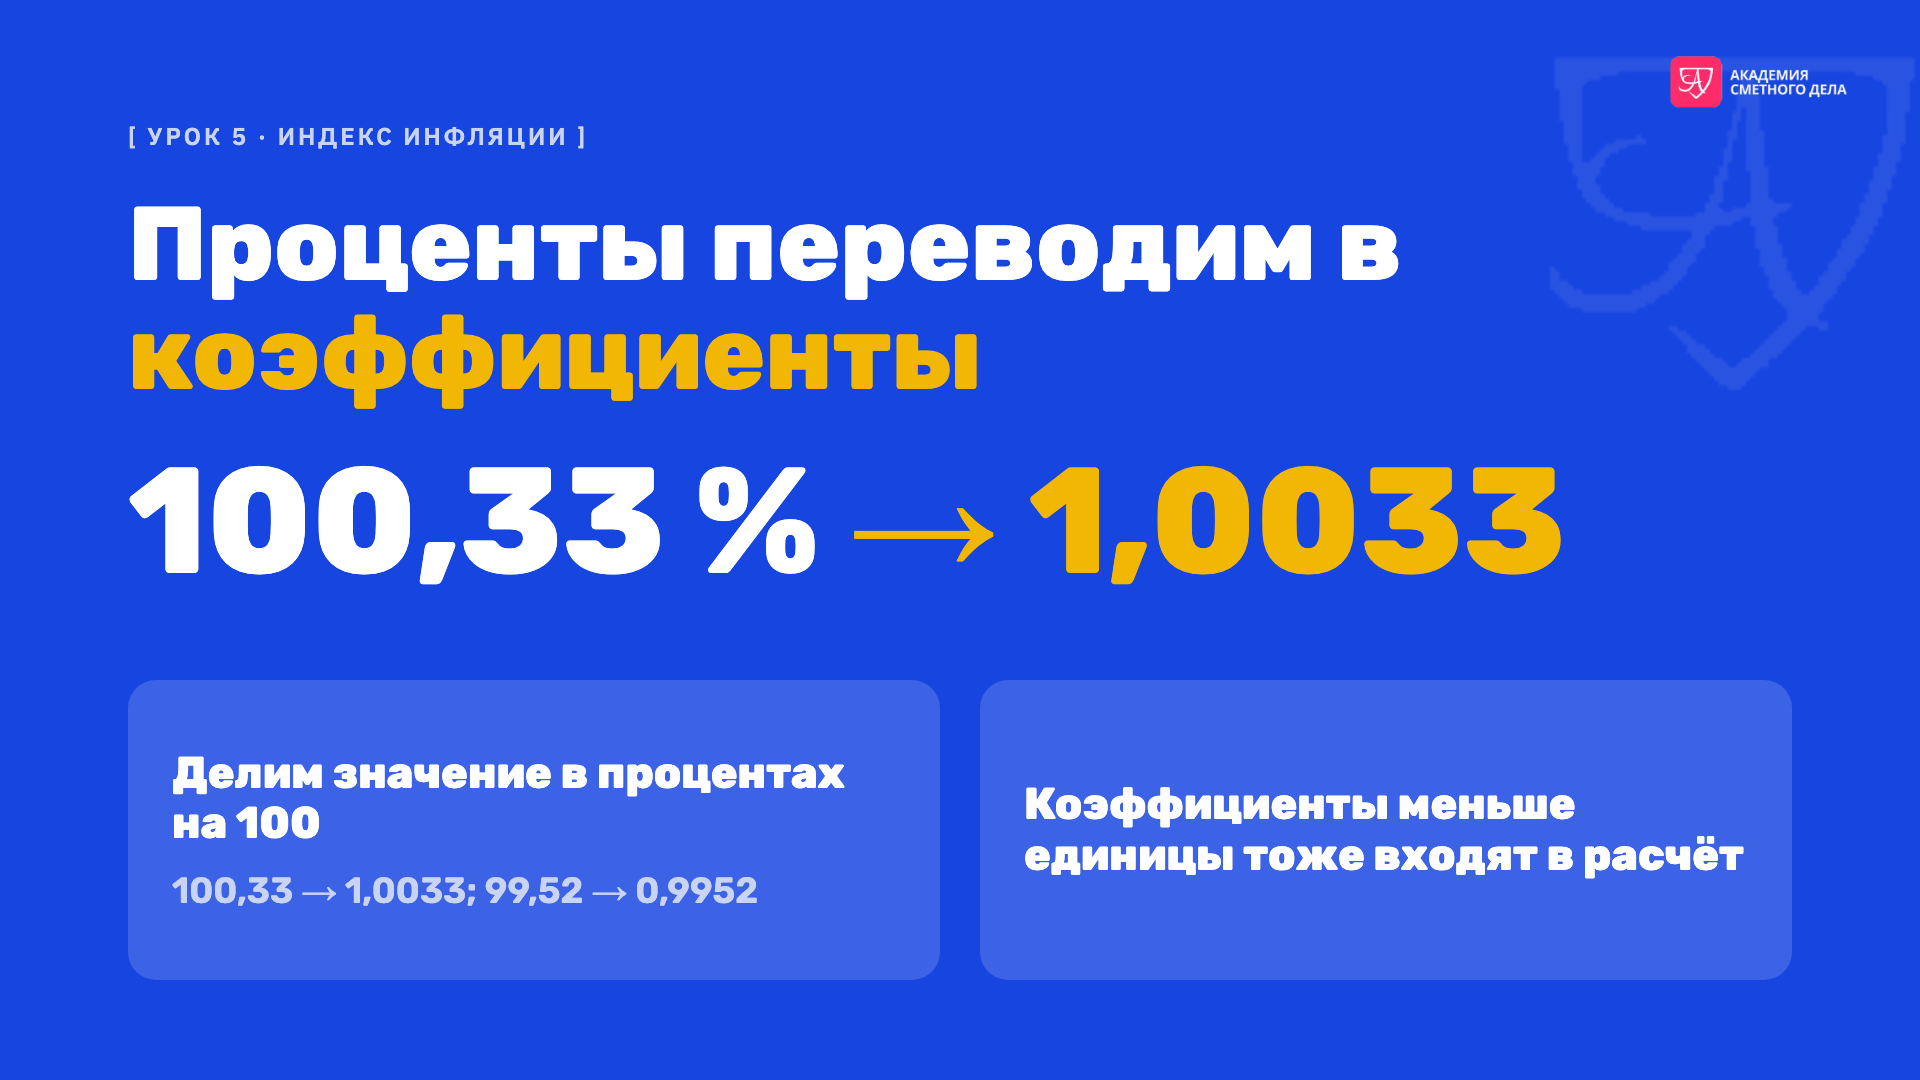 АКАДЕМИЯ
СМЕТНОГО ДЕЛА
[ УРОК 5 · ИНДЕКС ИНФЛЯЦИИ ]
Проценты переводим в
коэффициенты
100,33 % → 1,0033
Делим значение в процентах
на 100
100,33 → 1,0033; 99,52 → 0,9952
Коэффициенты меньше
единицы тоже входят в расчёт